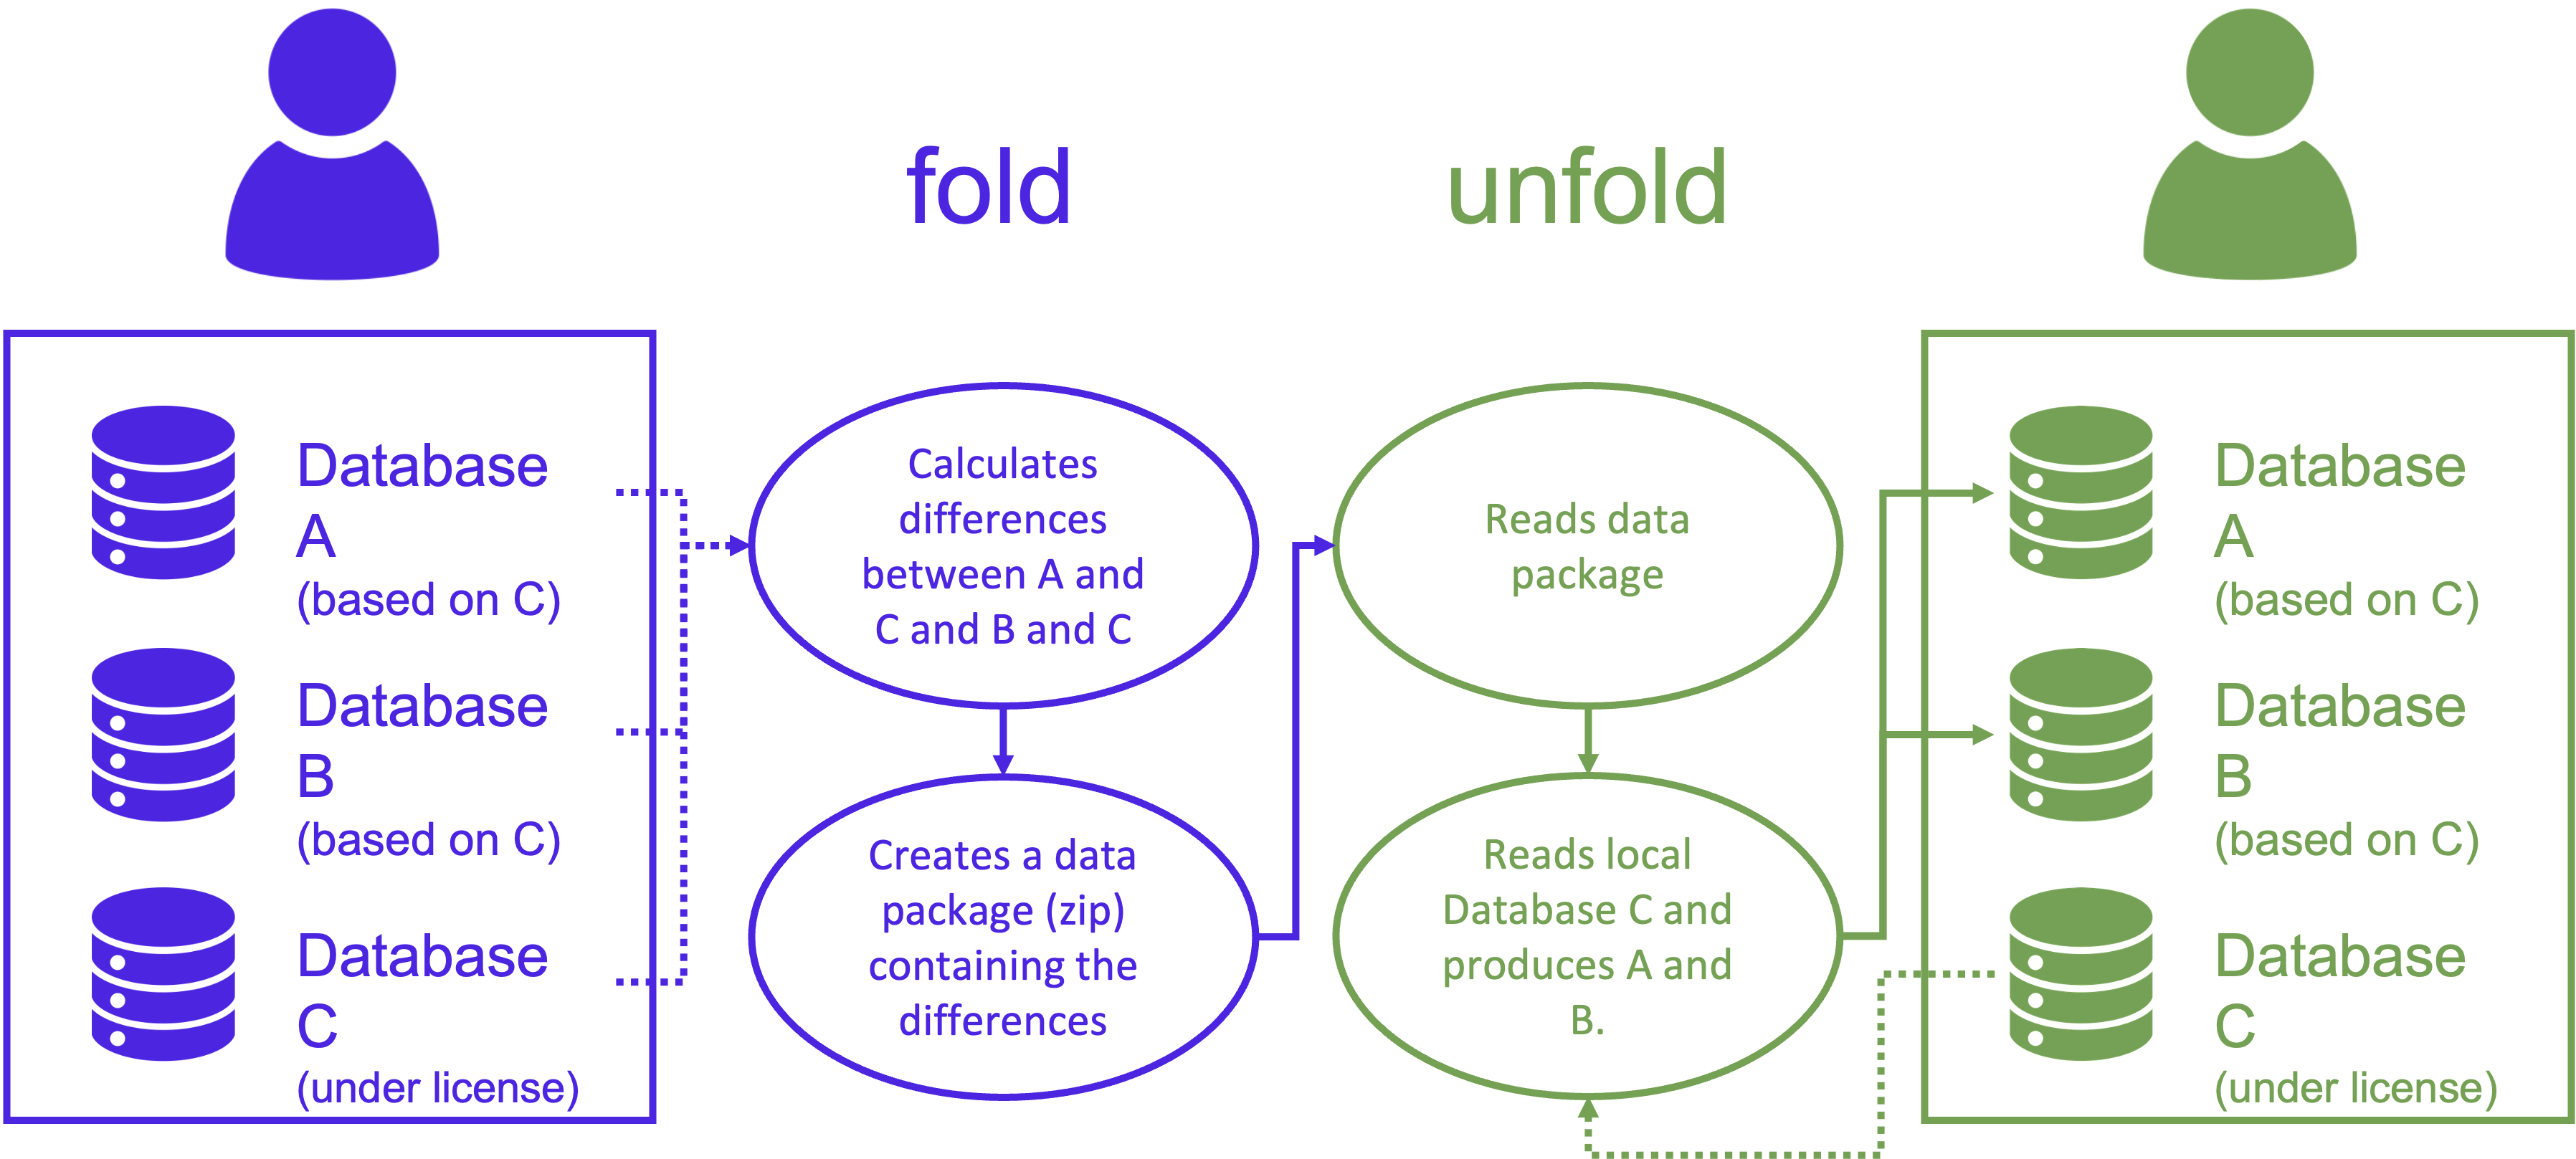 fold
unfold
Database
A
(based on C)
Database
B
(based on C)
Database
C
(under license)
Calculates
differences
between A and
C and B and C
Creates a data
package (zip)
containing the
differences
Reads data
package
Reads local
Database C and
produces A and
B.
Database
A
(based on C)
Database
B
(based on C)
Database
C
(under license)